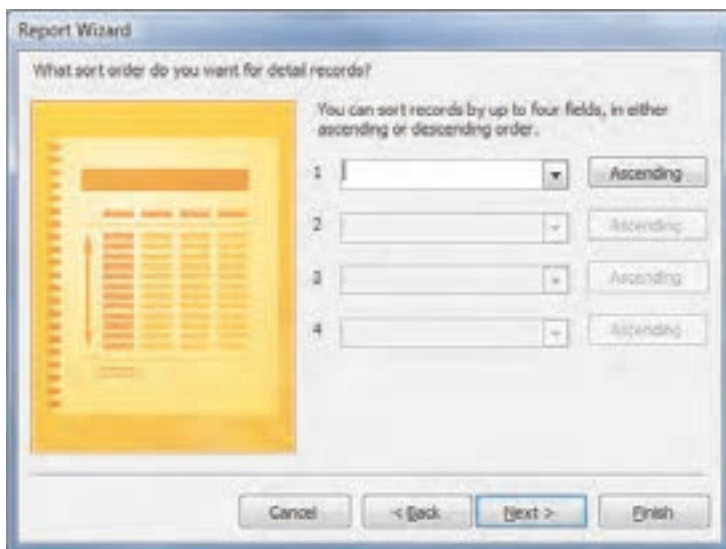 Report Wizard
What sort order do you want for detail records?
You can sort records by up to four fields, in either
ascending or descending order.
1 Ascending
2 Ascending
3 Ascending
4 Ascending
Cancel < Back Next > Finish